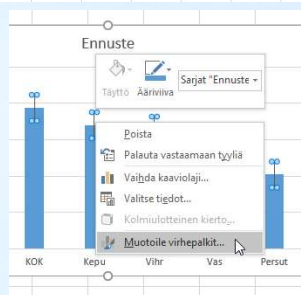 Ennuste
Täyttö Ääriviiva
Sarjat "Ennuste
Poista
Palauta vastaamaan tyyliä
Vaihda kaaviolaji...
Valitse tiedot...
Kolmiulotteinen kierto...
Muotoile virhepalkit...
KOK Kepu Vihr Vas Persut